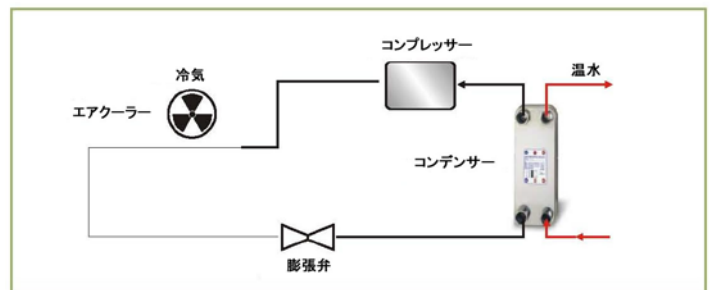 コンプレッサー
冷気
温水
エアクーラー
コンデンサー
膨張弁